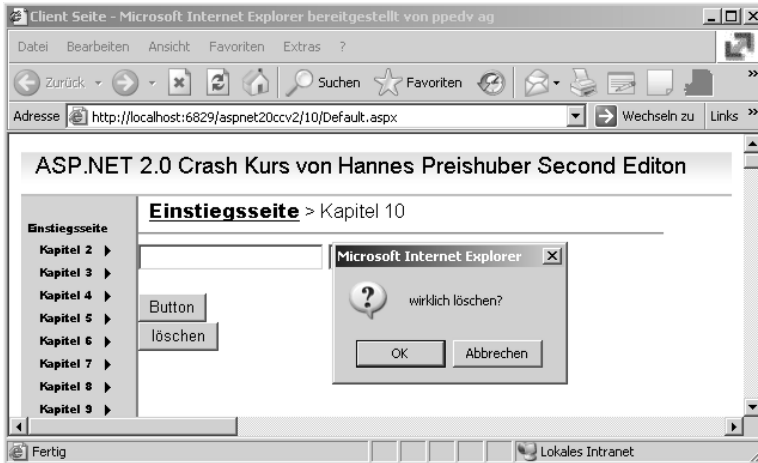 Client Seite - Microsoft Internet Explorer bereitgestellt von ppedv ag
Datei Bearbeiten Ansicht Favoriten Extras ?
Zurück Suchen Favoriten »
Adresse http://localhost:6829/aspnet20ccv2/10/Default.aspx Wechseln zu Links »
ASP.NET 2.0 Crash Kurs von Hannes Preishuber Second Editon
Einstiegsseite > Kapitel 10
Einstiegsseite
Kapitel 2
Kapitel 3
Kapitel 4
Kapitel 5
Kapitel 6
Kapitel 7
Kapitel 8
Kapitel 9
Button
löschen
Microsoft Internet Explorer
wirklich löschen?
OK Abbrechen
Fertig Lokales Intranet